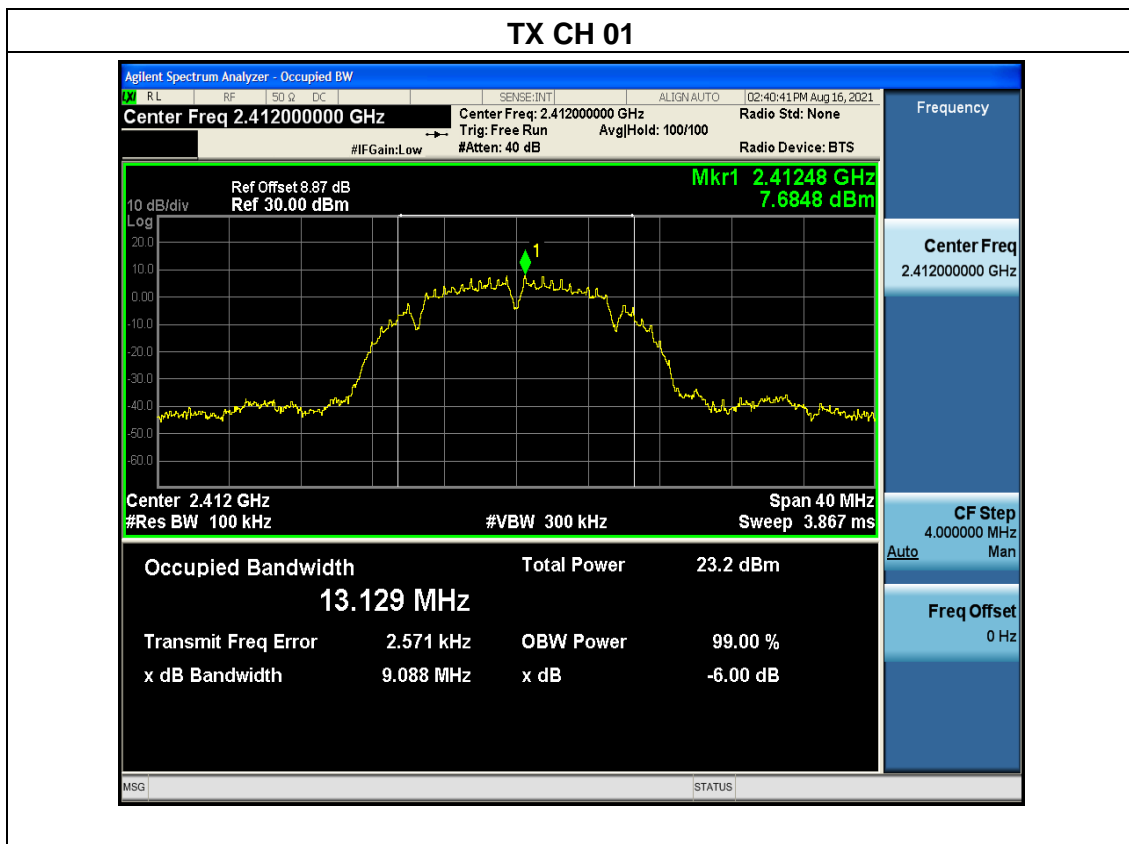 TX CH 01
Agilent Spectrum Analyzer - Occupied BW
LXI RL RF 50 Ω DC SENSE:INT ALIGN AUTO 02:40:41 PM Aug 16, 2021
Center Freq 2.412000000 GHz
Center Freq: 2.412000000 GHz Radio Std: None
Trig: Free Run Avg|Hold: 100/100
#IFGain:Low #Atten: 40 dB Radio Device: BTS
Mkr1 2.41248 GHz
7.6848 dBm
Ref Offset 8.87 dB
10 dB/div Ref 30.00 dBm
Log
20.0
10.0
0.00
-10.0
-20.0
-30.0
-40.0
-50.0
-60.0
1
Center 2.412 GHz Span 40 MHz
#Res BW 100 kHz #VBW 300 kHz Sweep 3.867 ms
Occupied Bandwidth Total Power 23.2 dBm
13.129 MHz
Transmit Freq Error 2.571 kHz OBW Power 99.00 %
x dB Bandwidth 9.088 MHz x dB -6.00 dB
Frequency
Center Freq
2.412000000 GHz
CF Step
4.000000 MHz
Auto Man
Freq Offset
0 Hz
MSG STATUS